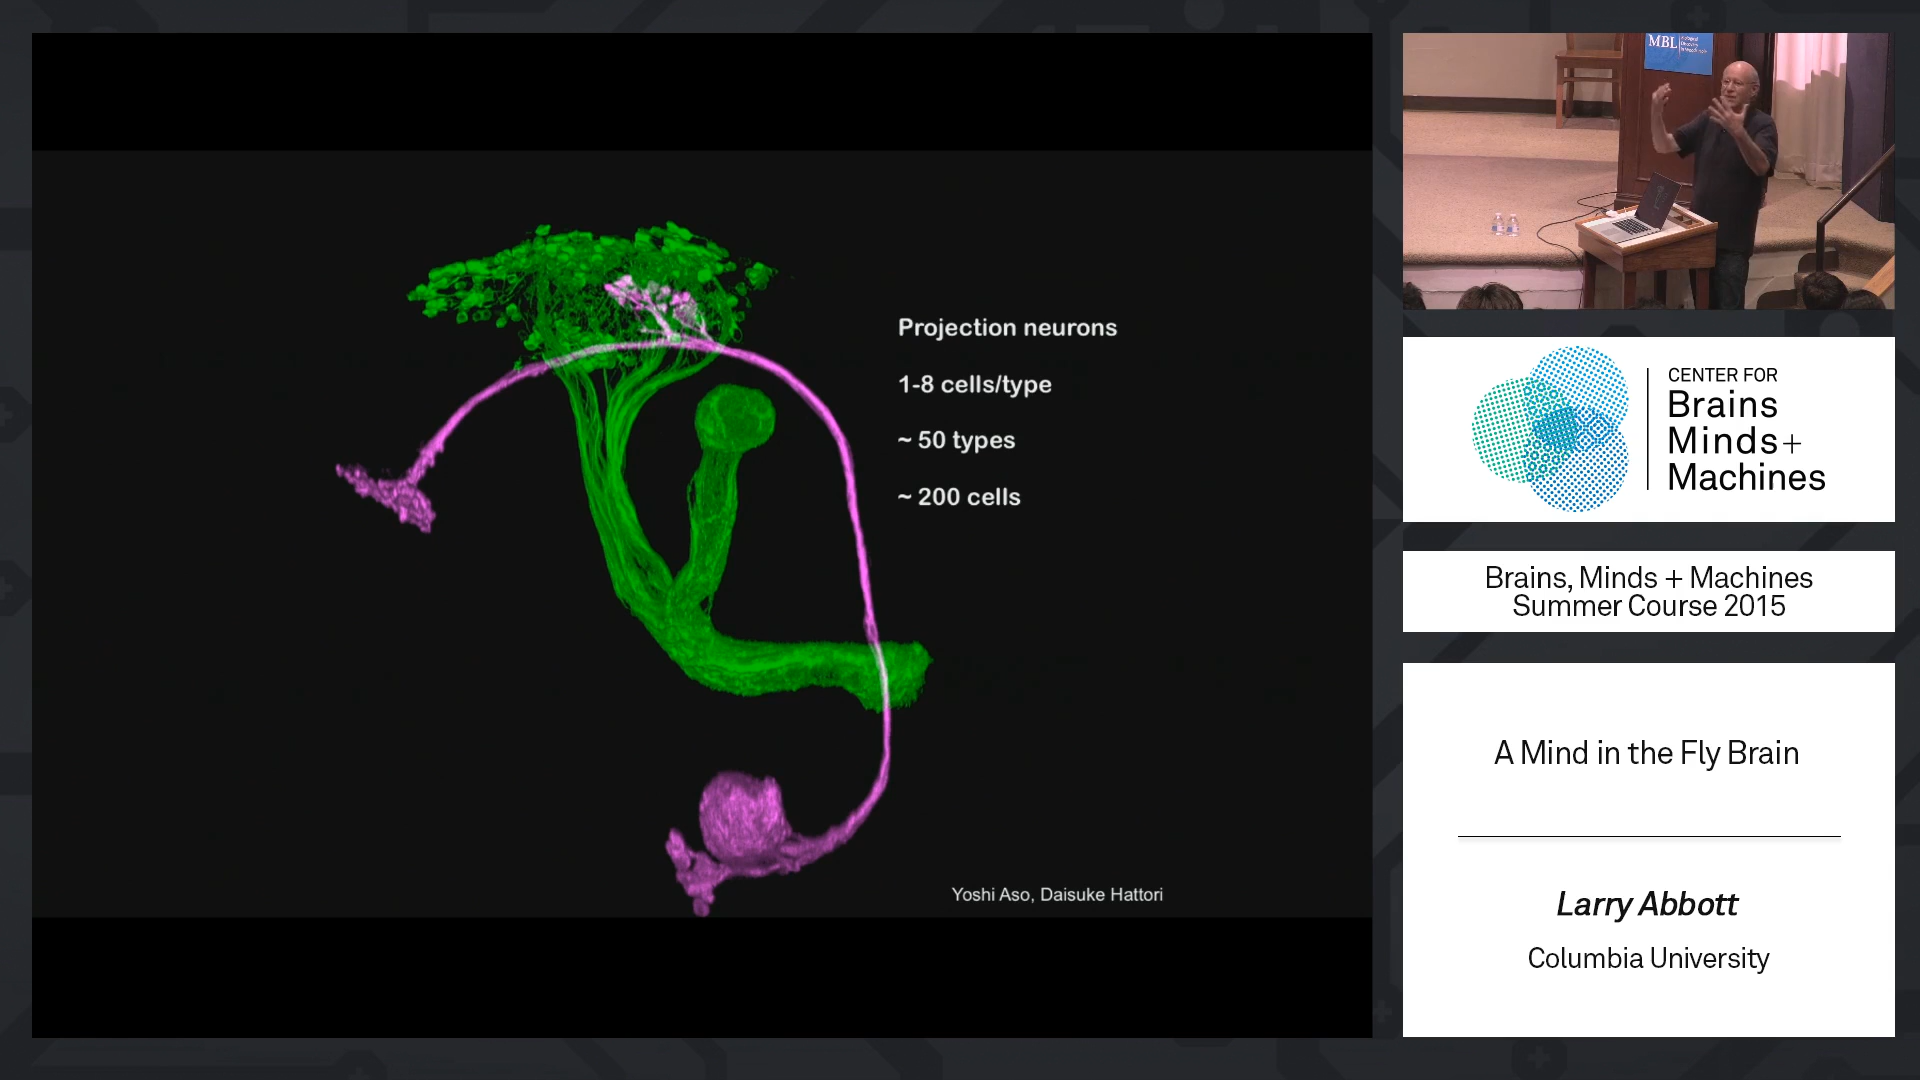 Projection neurons
1-8 cells/type
~ 50 types
~ 200 cells
Yoshi Aso, Daisuke Hattori
MBL
CENTER FOR
Brains
Minds+
Machines
Brains, Minds + Machines
Summer Course 2015
A Mind in the Fly Brain
Larry Abbott
Columbia University